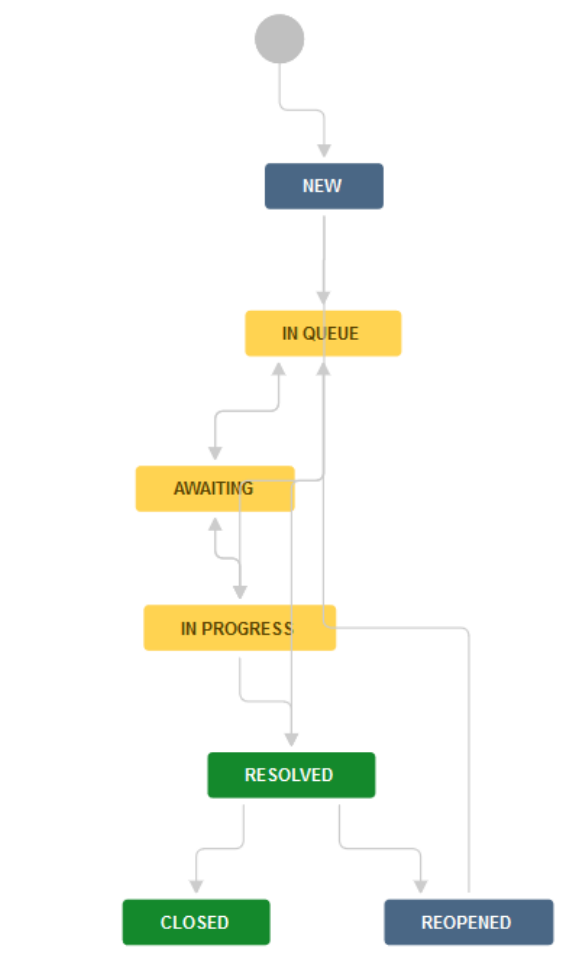 NEW
IN QUEUE
AWAITING
IN PROGRESS
RESOLVED
CLOSED
REOPENED